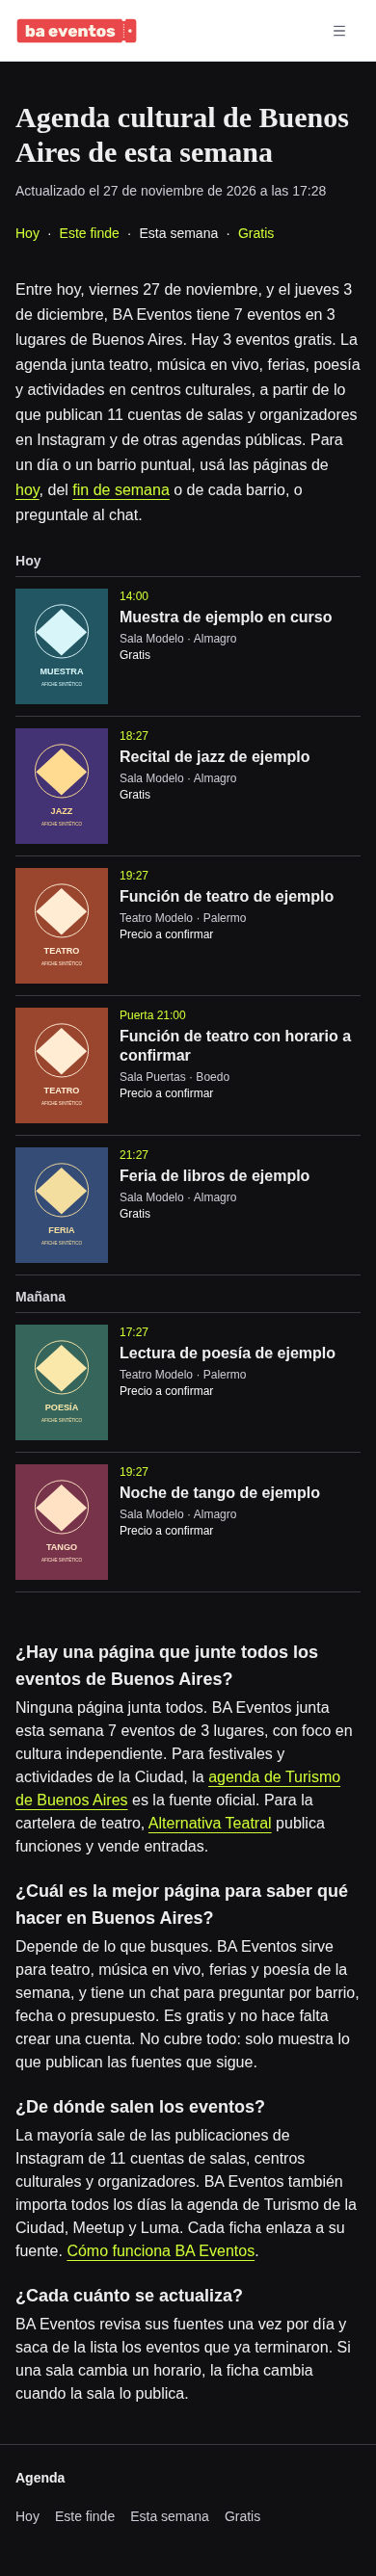 ba eventos
Agenda cultural de Buenos
Aires de esta semana
Actualizado el 27 de noviembre de 2026 a las 17:28
Hoy · Este finde · Esta semana · Gratis
Entre hoy, viernes 27 de noviembre, y el jueves 3
de diciembre, BA Eventos tiene 7 eventos en 3
lugares de Buenos Aires. Hay 3 eventos gratis. La
agenda junta teatro, música en vivo, ferias, poesía
y actividades en centros culturales, a partir de lo
que publican 11 cuentas de salas y organizadores
en Instagram y de otras agendas públicas. Para
un día o un barrio puntual, usá las páginas de
hoy, del fin de semana o de cada barrio, o
preguntale al chat.
Hoy
14:00
Muestra de ejemplo en curso
Sala Modelo · Almagro
Gratis
MUESTRA
AFICHE SINTÉTICO
18:27
Recital de jazz de ejemplo
Sala Modelo · Almagro
Gratis
JAZZ
AFICHE SINTÉTICO
19:27
Función de teatro de ejemplo
Teatro Modelo · Palermo
Precio a confirmar
TEATRO
AFICHE SINTÉTICO
Puerta 21:00
Función de teatro con horario a
confirmar
Sala Puertas · Boedo
Precio a confirmar
TEATRO
AFICHE SINTÉTICO
21:27
Feria de libros de ejemplo
Sala Modelo · Almagro
Gratis
FERIA
AFICHE SINTÉTICO
Mañana
17:27
Lectura de poesía de ejemplo
Teatro Modelo · Palermo
Precio a confirmar
POESÍA
AFICHE SINTÉTICO
19:27
Noche de tango de ejemplo
Sala Modelo · Almagro
Precio a confirmar
TANGO
AFICHE SINTÉTICO
¿Hay una página que junte todos los
eventos de Buenos Aires?
Ninguna página junta todos. BA Eventos junta
esta semana 7 eventos de 3 lugares, con foco en
cultura independiente. Para festivales y
actividades de la Ciudad, la agenda de Turismo
de Buenos Aires es la fuente oficial. Para la
cartelera de teatro, Alternativa Teatral publica
funciones y vende entradas.
¿Cuál es la mejor página para saber qué
hacer en Buenos Aires?
Depende de lo que busques. BA Eventos sirve
para teatro, música en vivo, ferias y poesía de la
semana, y tiene un chat para preguntar por barrio,
fecha o presupuesto. Es gratis y no hace falta
crear una cuenta. No cubre todo: solo muestra lo
que publican las fuentes que sigue.
¿De dónde salen los eventos?
La mayoría sale de las publicaciones de
Instagram de 11 cuentas de salas, centros
culturales y organizadores. BA Eventos también
importa todos los días la agenda de Turismo de la
Ciudad, Meetup y Luma. Cada ficha enlaza a su
fuente. Cómo funciona BA Eventos.
¿Cada cuánto se actualiza?
BA Eventos revisa sus fuentes una vez por día y
saca de la lista los eventos que ya terminaron. Si
una sala cambia un horario, la ficha cambia
cuando la sala lo publica.
Agenda
Hoy Este finde Esta semana Gratis